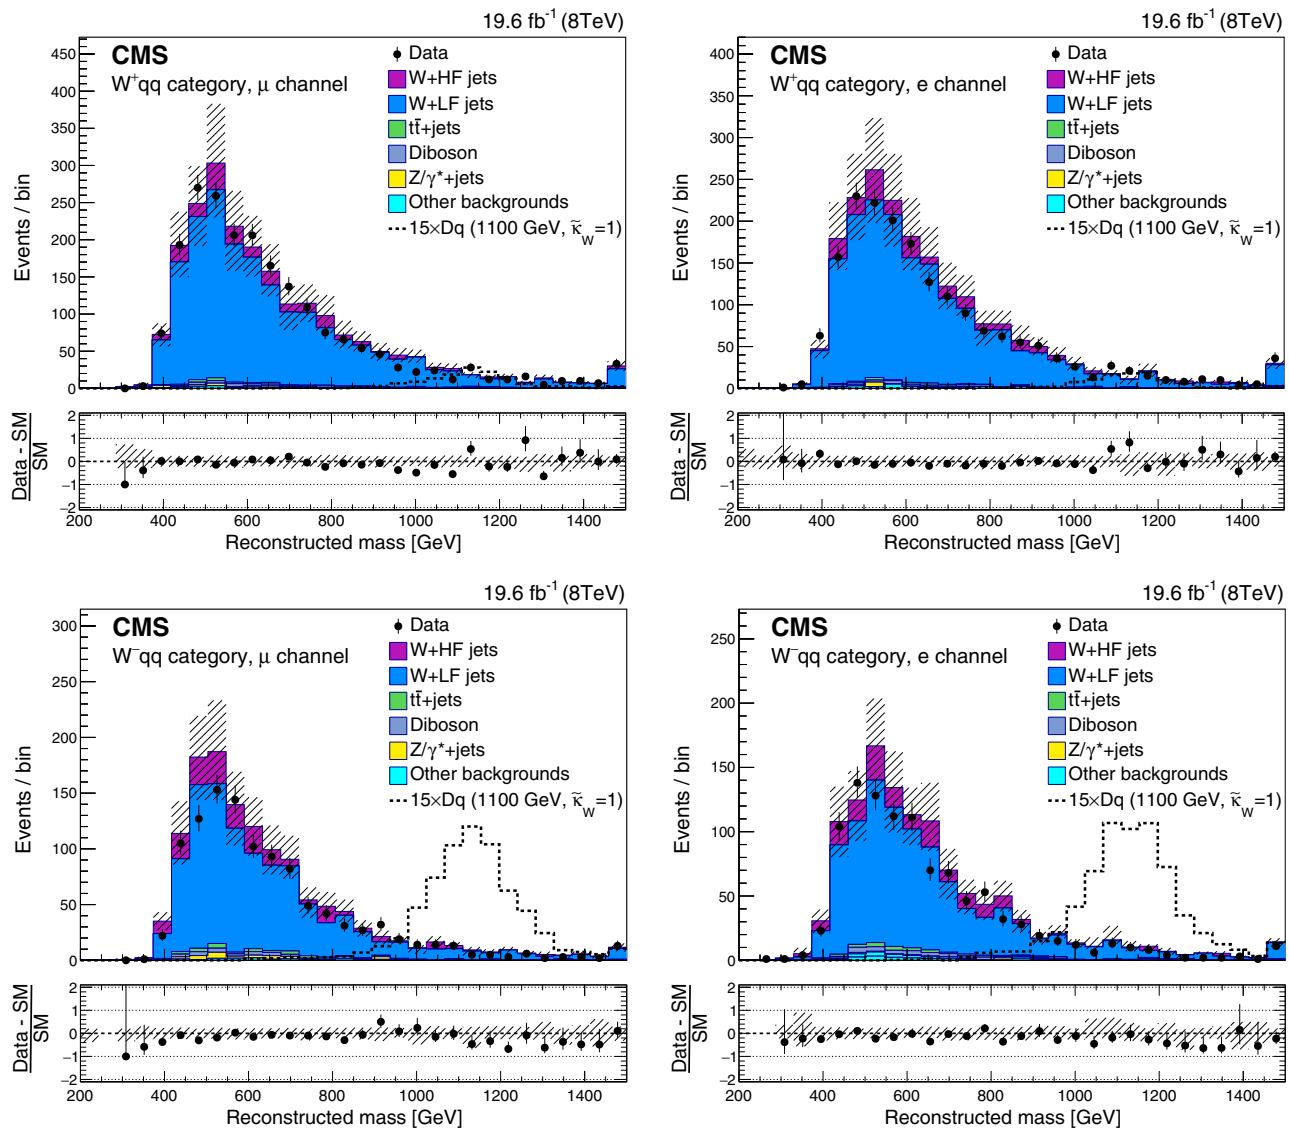 19.6 fb-1 (8TeV)
CMS
W+qq category, μ channel
Data
W+HF jets
W+LF jets
tt̄+jets
Diboson
Z/γ*+jets
Other backgrounds
15×Dq (1100 GeV, κ̃W=1)
Events / bin
450
400
350
300
250
200
150
100
50
0
Data - SM
SM
2
1
0
−1
−2
200 400 600 800 1000 1200 1400
Reconstructed mass [GeV]
19.6 fb-1 (8TeV)
CMS
W+qq category, e channel
Data
W+HF jets
W+LF jets
tt̄+jets
Diboson
Z/γ*+jets
Other backgrounds
15×Dq (1100 GeV, κ̃W=1)
Events / bin
400
350
300
250
200
150
100
50
0
Data - SM
SM
2
1
0
−1
−2
200 400 600 800 1000 1200 1400
Reconstructed mass [GeV]
19.6 fb-1 (8TeV)
CMS
W−qq category, μ channel
Data
W+HF jets
W+LF jets
tt̄+jets
Diboson
Z/γ*+jets
Other backgrounds
15×Dq (1100 GeV, κ̃W=1)
Events / bin
300
250
200
150
100
50
0
Data - SM
SM
2
1
0
−1
−2
200 400 600 800 1000 1200 1400
Reconstructed mass [GeV]
19.6 fb-1 (8TeV)
CMS
W−qq category, e channel
Data
W+HF jets
W+LF jets
tt̄+jets
Diboson
Z/γ*+jets
Other backgrounds
15×Dq (1100 GeV, κ̃W=1)
Events / bin
250
200
150
100
50
0
Data - SM
SM
2
1
0
−1
−2
200 400 600 800 1000 1200 1400
Reconstructed mass [GeV]